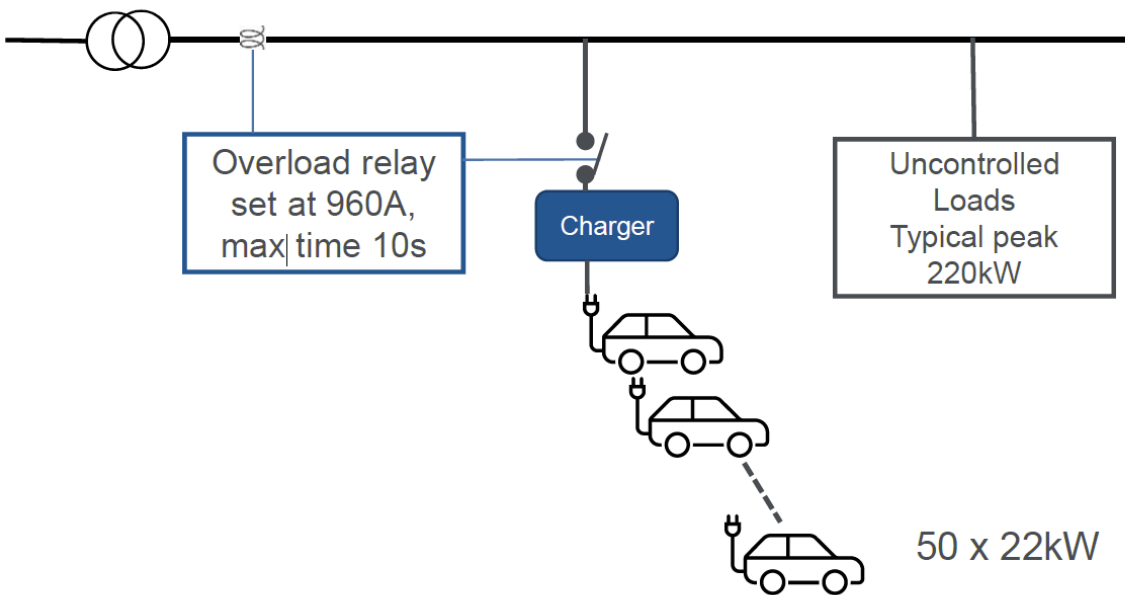 Overload relay
set at 960A,
max time 10s
Charger
Uncontrolled
Loads
Typical peak
220kW
50 x 22kW